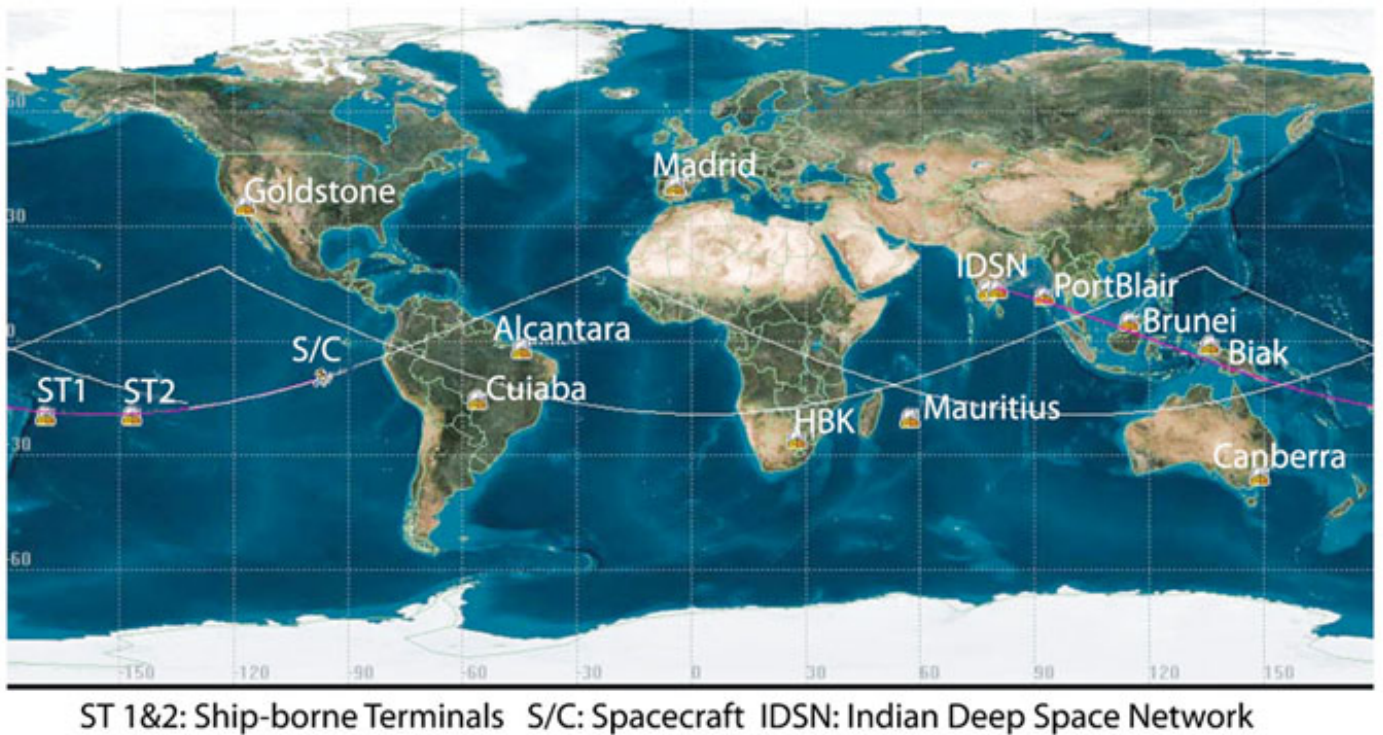 60
Madrid
Goldstone
30
IDSN
PortBlair
Alcantara
Brunei
0
S/C
Biak
ST1 ST2
Cuiaba
Mauritius
HBK
30
Canberra
60
-150 -120 -90 -60 -30 0 30 60 90 120 150
ST 1&2: Ship-borne Terminals S/C: Spacecraft IDSN: Indian Deep Space Network